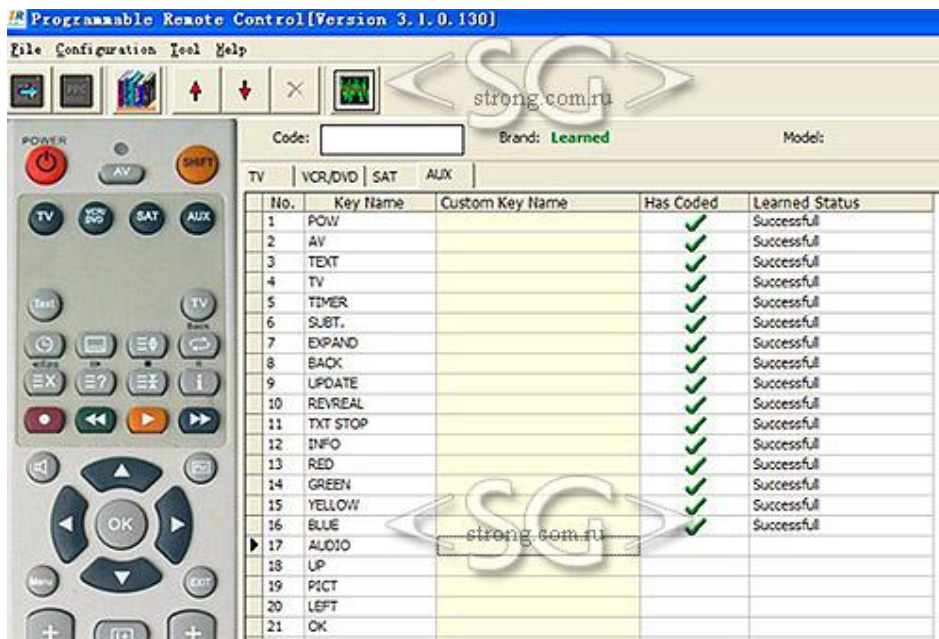 Programmable Remote Control[Version 3.1.0.130]
File Configuration Tool Help
SG
strong.com.ru
Code: Brand: Learned Model:
TV VCR/DVD SAT AUX
No. Key Name Custom Key Name Has Coded Learned Status
1 POW Successfull
2 AV Successfull
3 TEXT Successfull
4 TV Successfull
5 TIMER Successfull
6 SUBT. Successfull
7 EXPAND Successfull
8 BACK Successfull
9 UPDATE Successfull
10 REVREAL Successfull
11 TXT STOP Successfull
12 INFO Successfull
13 RED Successfull
14 GREEN Successfull
15 YELLOW Successfull
16 BLUE Successfull
17 AUDIO
18 UP
19 PICT
20 LEFT
21 OK
SG
strong.com.ru
POWER
AV
SHIFT
TV VCR/DVD SAT AUX
Text TV
Back
OK
Menu EXIT